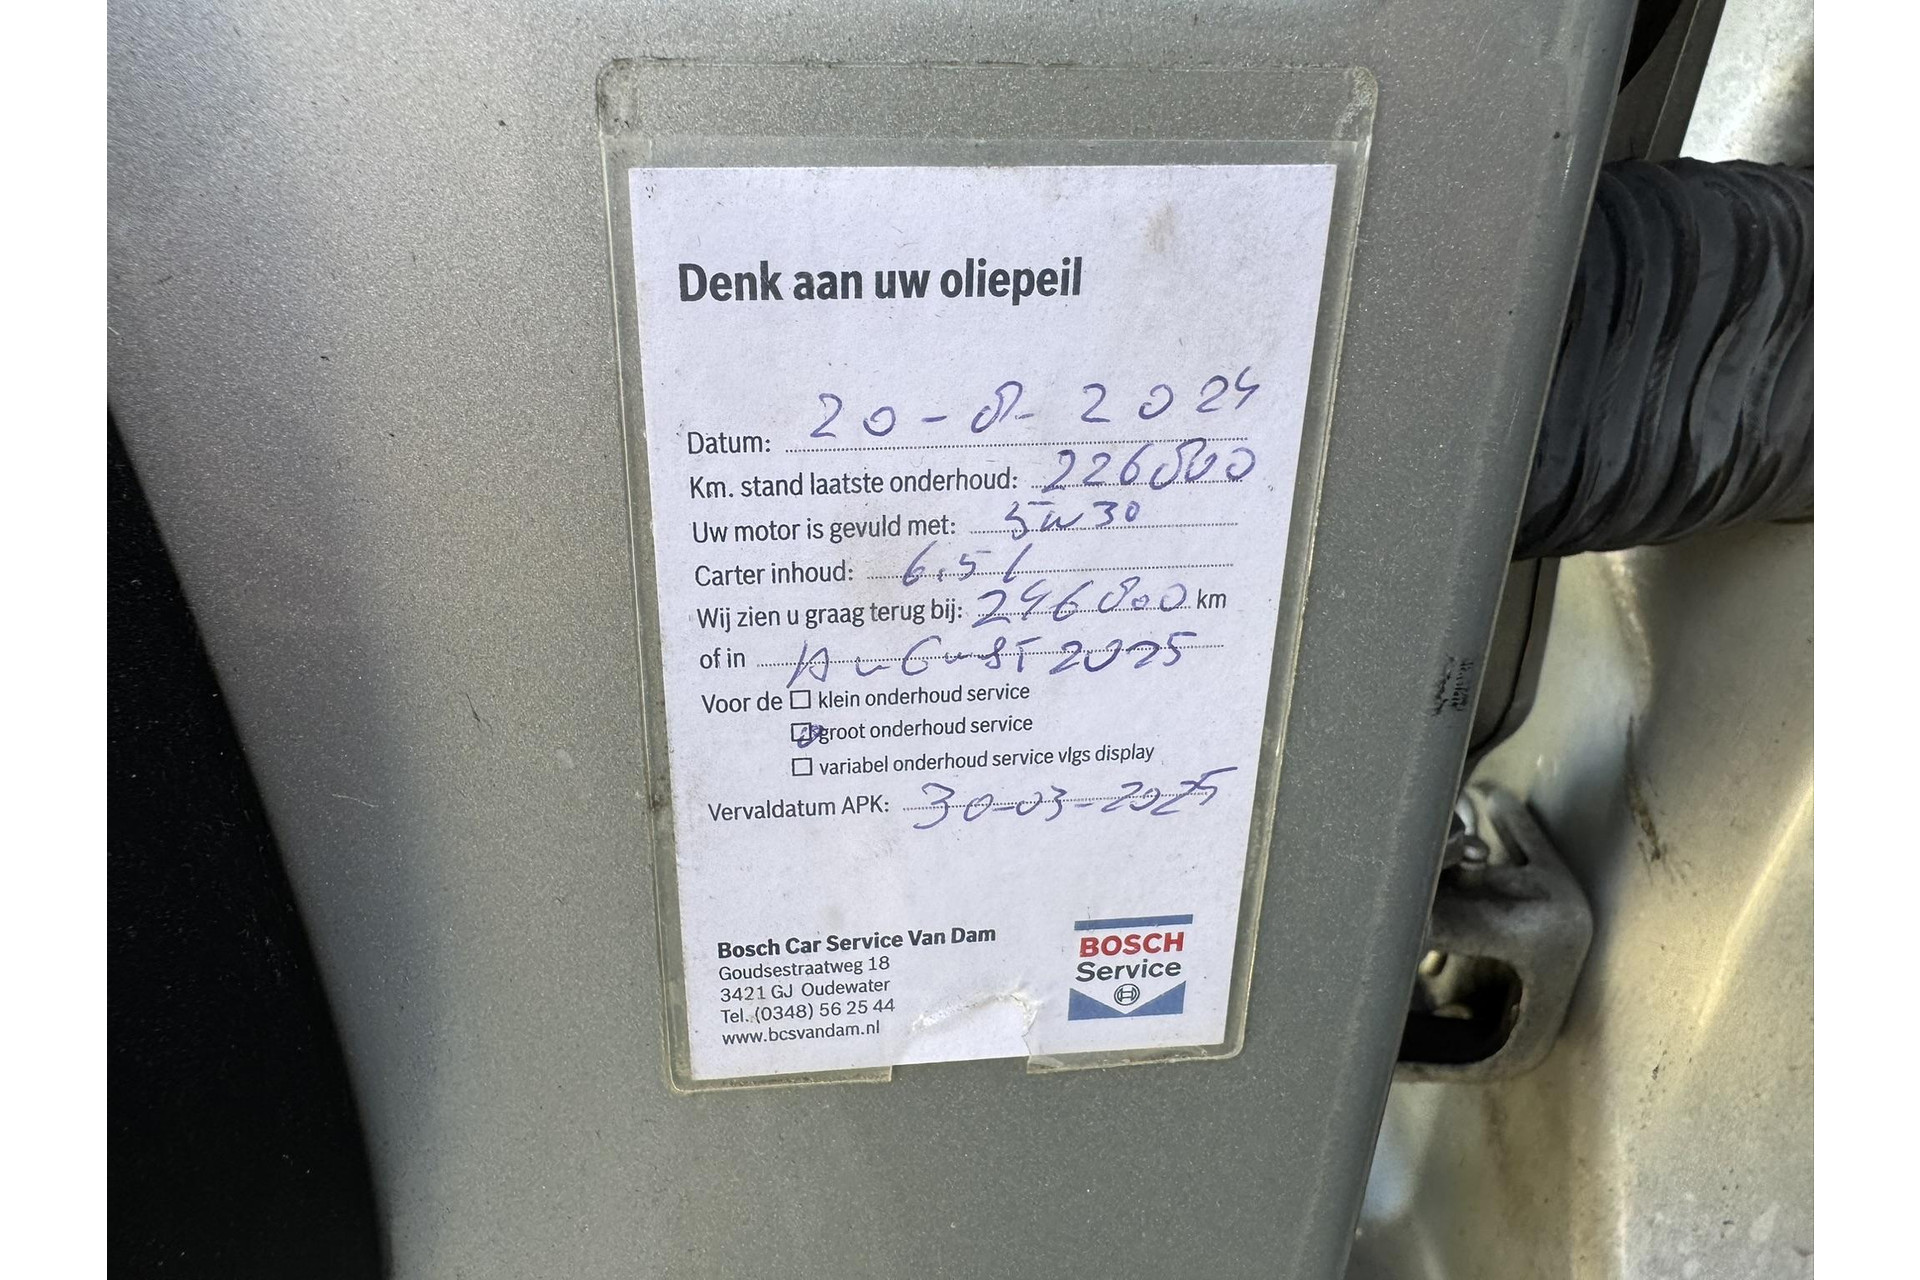 Denk aan uw oliepeil
Datum: 20-8-2024
Km. stand laatste onderhoud: 226800
Uw motor is gevuld met: 5W30
Carter inhoud: 6.5 l
Wij zien u graag terug bij: 246800 km
of in AuGusT 2025
Voor de klein onderhoud service
groot onderhoud service
variabel onderhoud service vlgs display
Vervaldatum APK: 30-03-2025
Bosch Car Service Van Dam
Goudsestraatweg 18
3421 GJ Oudewater
Tel. (0348) 56 25 44
www.bcsvandam.nl
BOSCH
Service